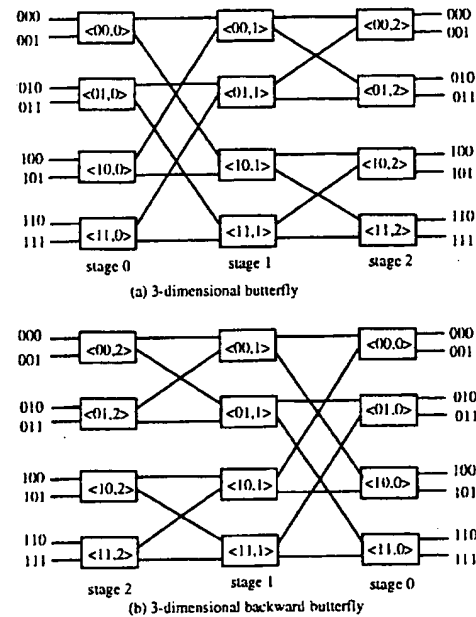 000 <00,0> <00,1> <00,2> 000
001 001
010 <01,0> <01,1> <01,2> 010
011 011
100 <10,0> <10,1> <10,2> 100
101 101
110 <11,0> <11,1> <11,2> 110
111 111
stage 0 stage 1 stage 2
(a) 3-dimensional butterfly
000 <00,2> <00,1> <00,0> 000
001 001
010 <01,2> <01,1> <01,0> 010
011 011
100 <10,2> <10,1> <10,0> 100
101 101
110 <11,2> <11,1> <11,0> 110
111 111
stage 2 stage 1 stage 0
(b) 3-dimensional backward butterfly